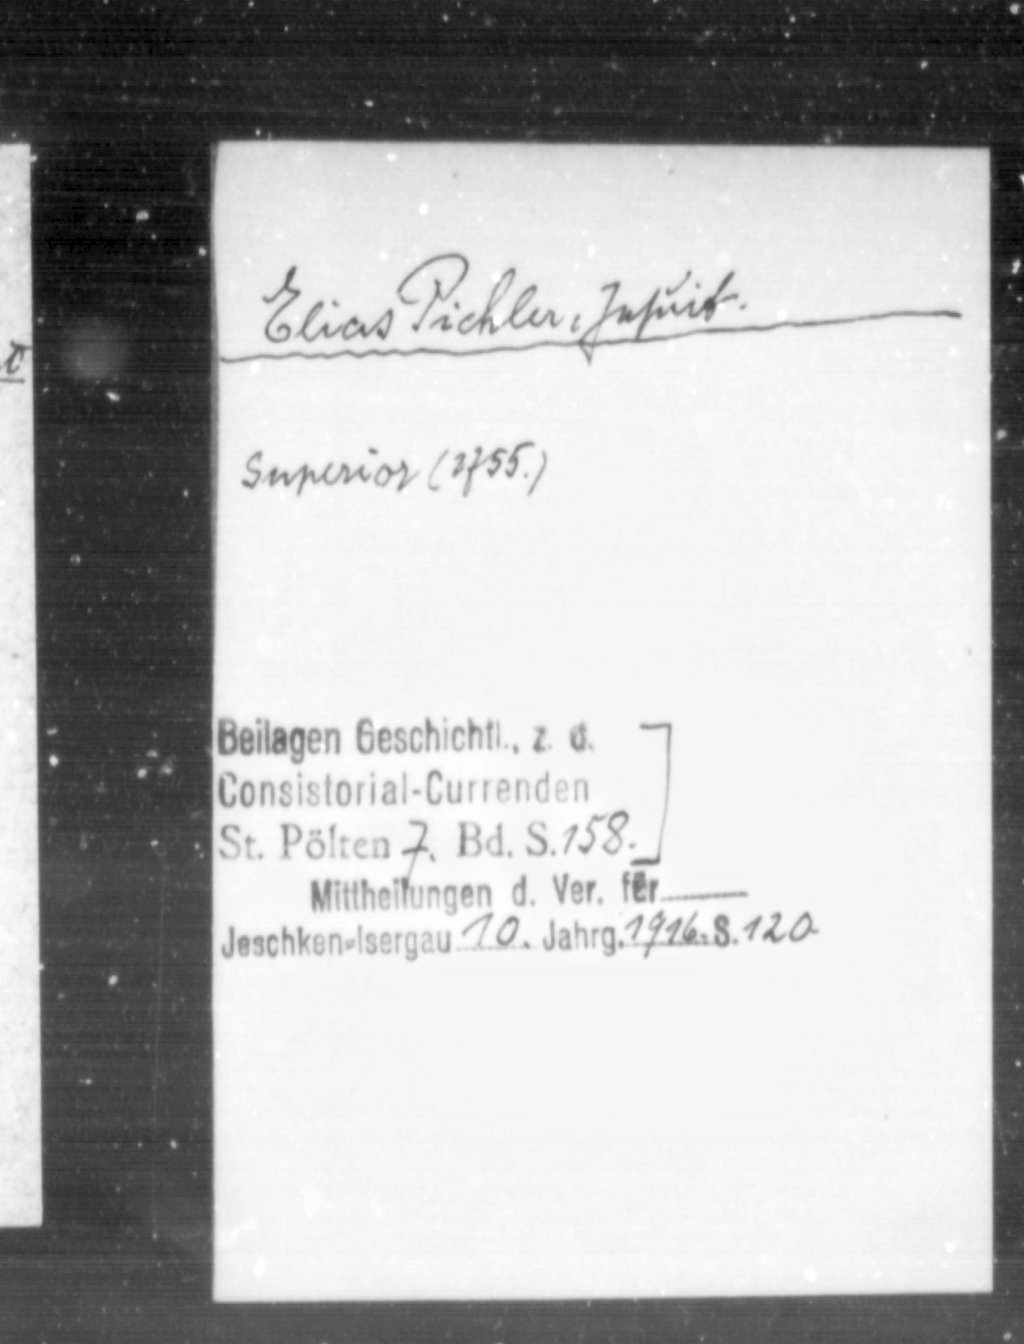 Elias Pichler, Jesuit.
Superior (1755.)
Beilagen Geschichtl., z. d.
Consistorial-Currenden
St. Pölten 7. Bd. S. 158.
Mittheilungen d. Ver. für
Jeschken-Isergau 10. Jahrg. 1916. S. 120